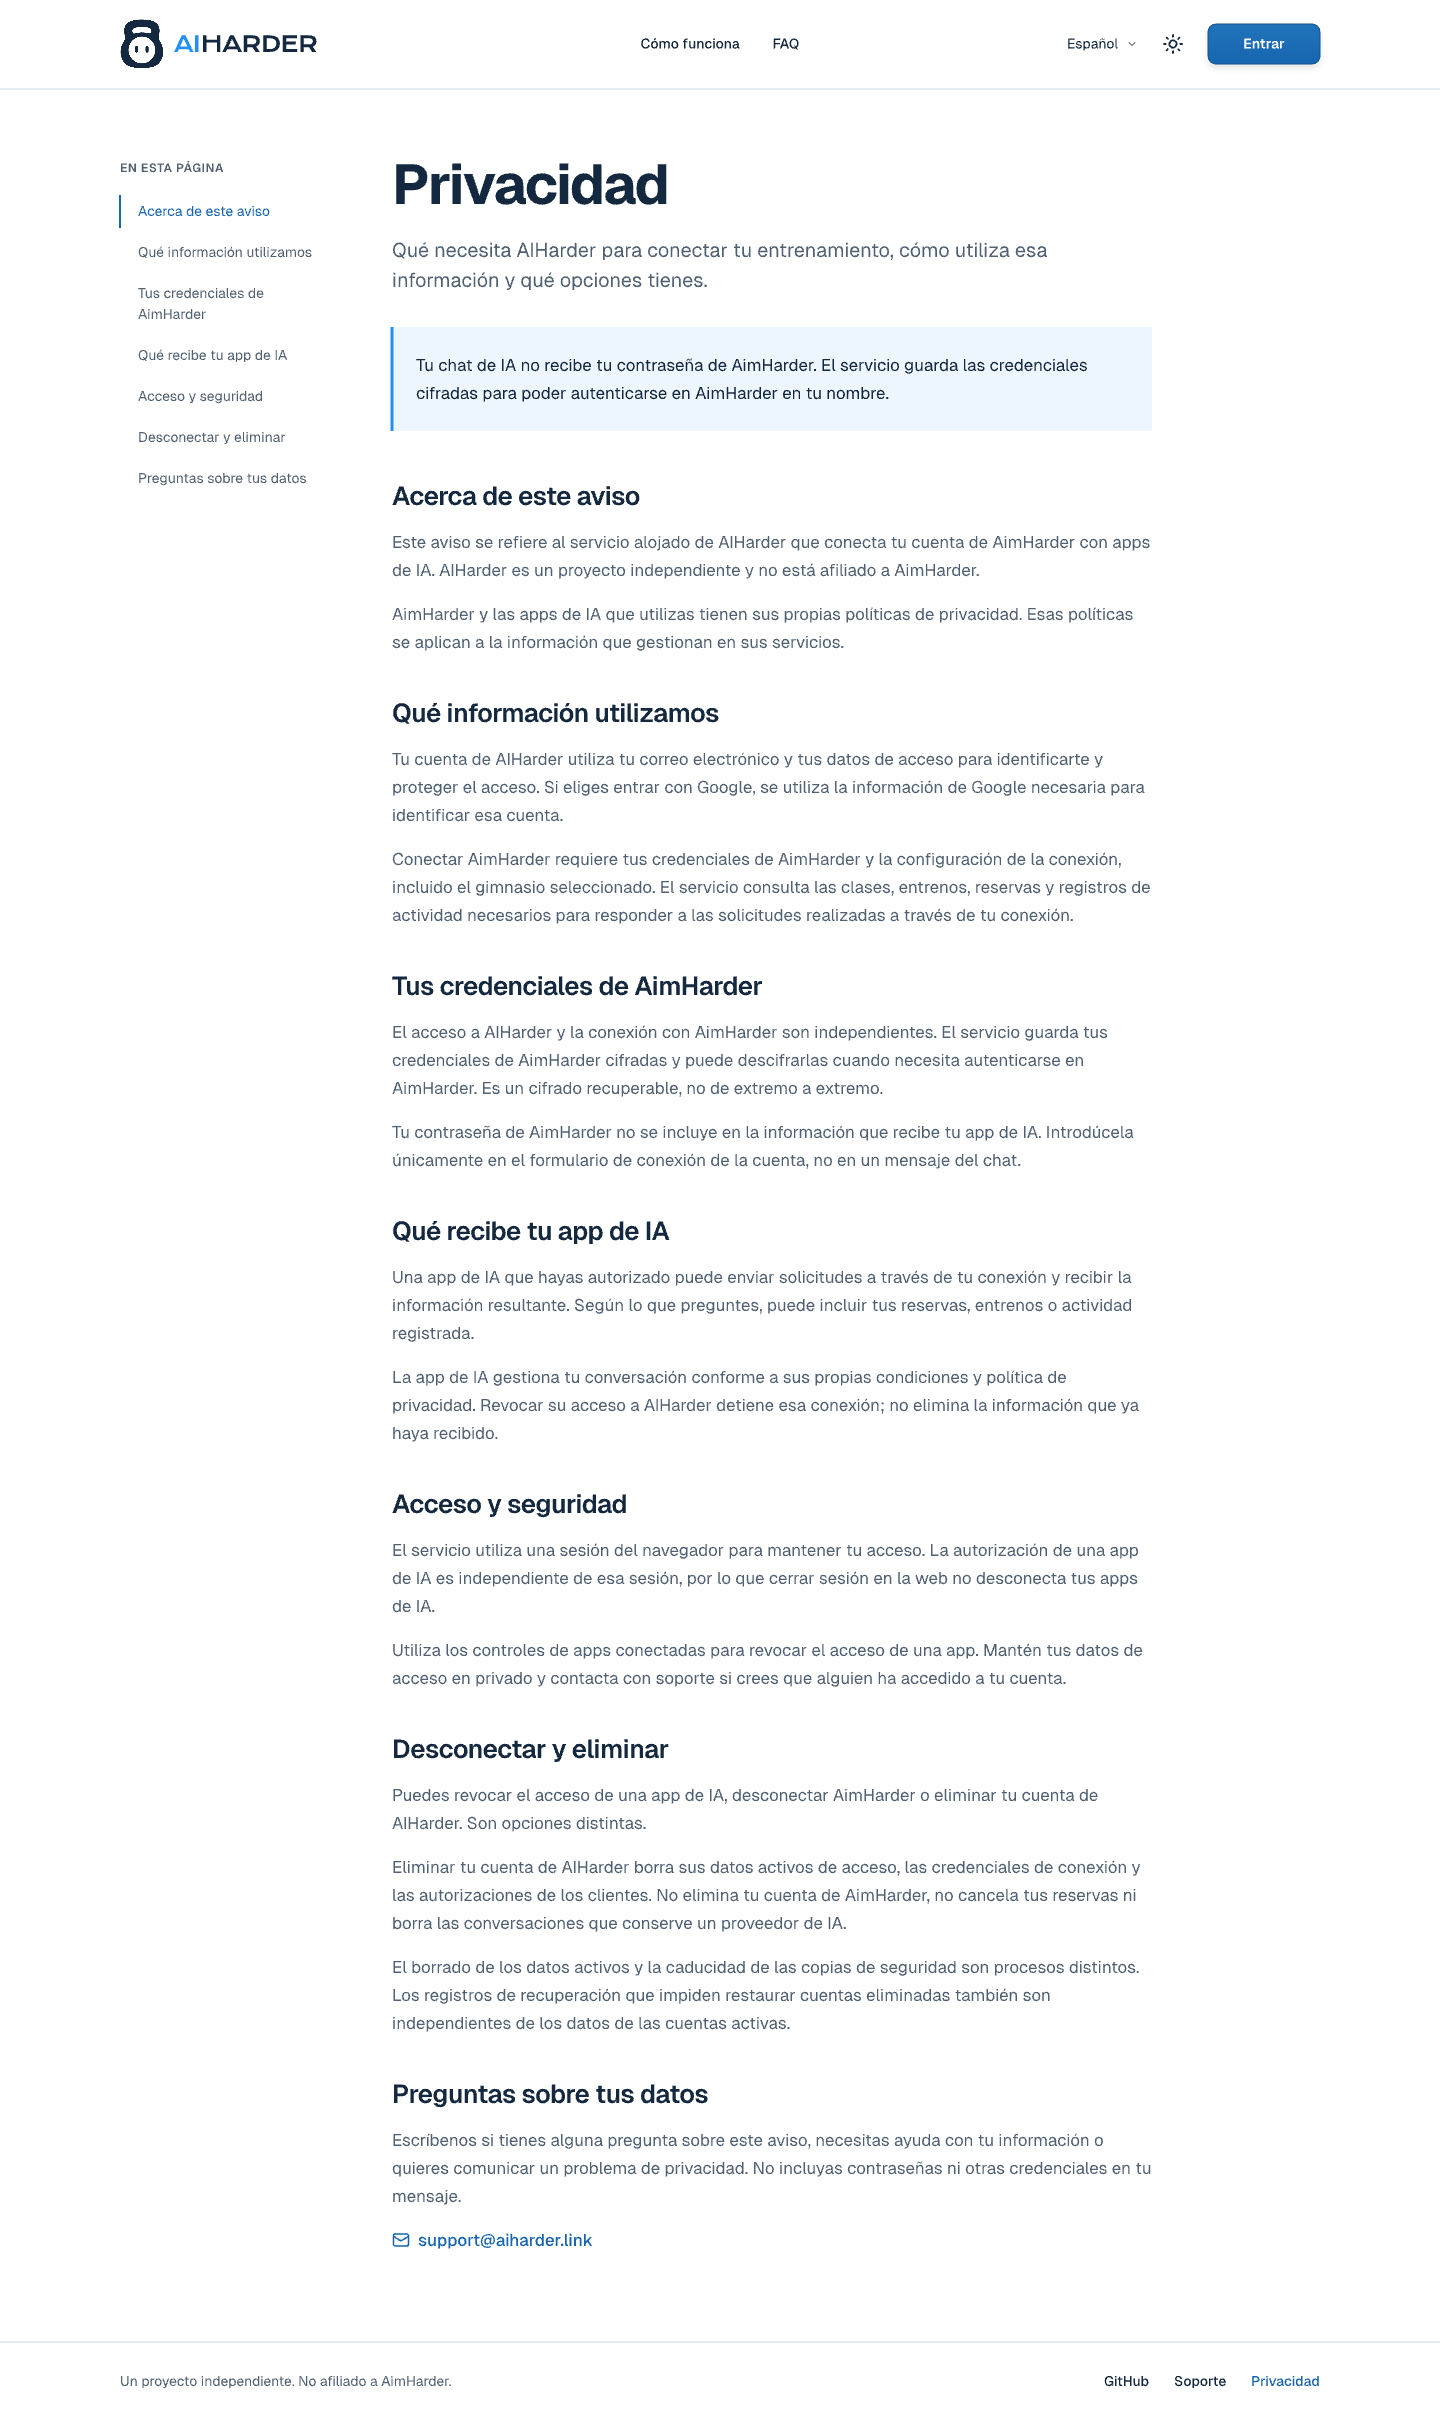 AIHARDER
Cómo funciona
FAQ
Español
Entrar
EN ESTA PÁGINA
Acerca de este aviso
Qué información utilizamos
Tus credenciales de
AimHarder
Qué recibe tu app de IA
Acceso y seguridad
Desconectar y eliminar
Preguntas sobre tus datos
Privacidad
Qué necesita AIHarder para conectar tu entrenamiento, cómo utiliza esa
información y qué opciones tienes.
Tu chat de IA no recibe tu contraseña de AimHarder. El servicio guarda las credenciales
cifradas para poder autenticarse en AimHarder en tu nombre.
Acerca de este aviso
Este aviso se refiere al servicio alojado de AIHarder que conecta tu cuenta de AimHarder con apps
de IA. AIHarder es un proyecto independiente y no está afiliado a AimHarder.
AimHarder y las apps de IA que utilizas tienen sus propias políticas de privacidad. Esas políticas
se aplican a la información que gestionan en sus servicios.
Qué información utilizamos
Tu cuenta de AIHarder utiliza tu correo electrónico y tus datos de acceso para identificarte y
proteger el acceso. Si eliges entrar con Google, se utiliza la información de Google necesaria para
identificar esa cuenta.
Conectar AimHarder requiere tus credenciales de AimHarder y la configuración de la conexión,
incluido el gimnasio seleccionado. El servicio consulta las clases, entrenos, reservas y registros de
actividad necesarios para responder a las solicitudes realizadas a través de tu conexión.
Tus credenciales de AimHarder
El acceso a AIHarder y la conexión con AimHarder son independientes. El servicio guarda tus
credenciales de AimHarder cifradas y puede descifrarlas cuando necesita autenticarse en
AimHarder. Es un cifrado recuperable, no de extremo a extremo.
Tu contraseña de AimHarder no se incluye en la información que recibe tu app de IA. Introdúcela
únicamente en el formulario de conexión de la cuenta, no en un mensaje del chat.
Qué recibe tu app de IA
Una app de IA que hayas autorizado puede enviar solicitudes a través de tu conexión y recibir la
información resultante. Según lo que preguntes, puede incluir tus reservas, entrenos o actividad
registrada.
La app de IA gestiona tu conversación conforme a sus propias condiciones y política de
privacidad. Revocar su acceso a AIHarder detiene esa conexión; no elimina la información que ya
haya recibido.
Acceso y seguridad
El servicio utiliza una sesión del navegador para mantener tu acceso. La autorización de una app
de IA es independiente de esa sesión, por lo que cerrar sesión en la web no desconecta tus apps
de IA.
Utiliza los controles de apps conectadas para revocar el acceso de una app. Mantén tus datos de
acceso en privado y contacta con soporte si crees que alguien ha accedido a tu cuenta.
Desconectar y eliminar
Puedes revocar el acceso de una app de IA, desconectar AimHarder o eliminar tu cuenta de
AIHarder. Son opciones distintas.
Eliminar tu cuenta de AIHarder borra sus datos activos de acceso, las credenciales de conexión y
las autorizaciones de los clientes. No elimina tu cuenta de AimHarder, no cancela tus reservas ni
borra las conversaciones que conserve un proveedor de IA.
El borrado de los datos activos y la caducidad de las copias de seguridad son procesos distintos.
Los registros de recuperación que impiden restaurar cuentas eliminadas también son
independientes de los datos de las cuentas activas.
Preguntas sobre tus datos
Escríbenos si tienes alguna pregunta sobre este aviso, necesitas ayuda con tu información o
quieres comunicar un problema de privacidad. No incluyas contraseñas ni otras credenciales en tu
mensaje.
support@aiharder.link
Un proyecto independiente. No afiliado a AimHarder.
GitHub
Soporte
Privacidad